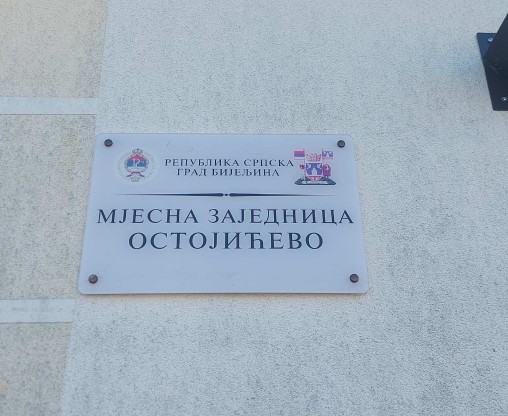 РЕПУБЛИКА СРПСКА
ГРАД БИЈЕЉИНА
МЈЕСНА ЗАЈЕДНИЦА
ОСТОЈИЋЕВО